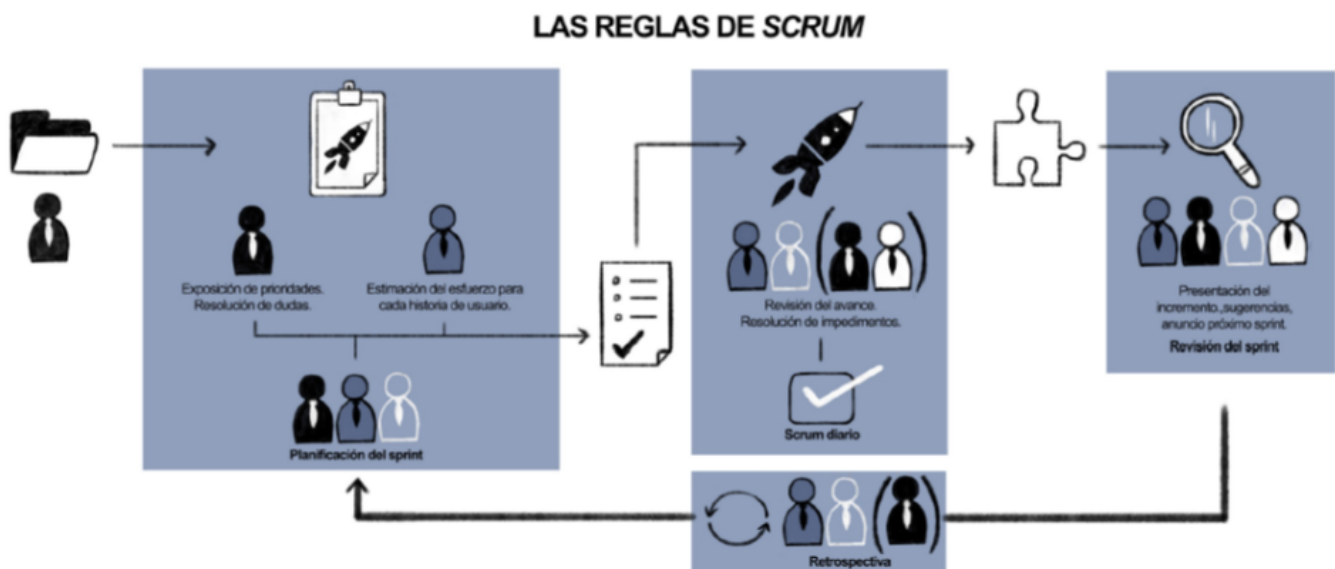 LAS REGLAS DE SCRUM
Exposición de prioridades.
Resolución de dudas.
Estimación del esfuerzo para
cada historia de usuario.
Planificación del sprint
Revisión del avance.
Resolución de impedimentos.
Scrum diario
Presentación del
incremento.,sugerencias,
anuncio próximo sprint.
Revisión del sprint
Retrospectiva